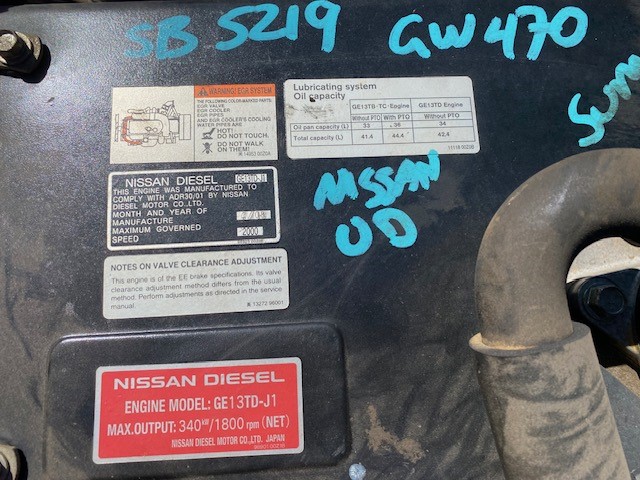 SB 5219 GW470
WARNING! EGR SYSTEM
THE FOLLOWING COLOR-MARKED PARTS:
EGR VALVE
EGR COOLER
EGR PIPES
AND EGR COOLER'S COOLING
WATER PIPES ARE
HOT!
DO NOT TOUCH.
DO NOT WALK
ON THEM!
Lubricating system
Oil capacity
GE13TB·TC·Engine GE13TD Engine
Without PTO With PTO Without PTO
Oil pan capacity (L) 33 36 34
Total capacity (L) 41.4 44.4 42.4
NISSAN
UD
NISSAN DIESEL GE13TD-J1
THIS ENGINE WAS MANUFACTURED TO
COMPLY WITH ADR30/01 BY NISSAN
DIESEL MOTOR CO.,LTD.
MONTH AND YEAR OF
MANUFACTURE
MAXIMUM GOVERNED
SPEED 2000
NOTES ON VALVE CLEARANCE ADJUSTMENT
This engine is of the EE brake specifications. Its valve
clearance adjustment method differs from the usual
method. Perform adjustments as directed in the service
manual.
13272 96001
NISSAN DIESEL
ENGINE MODEL: GE13TD-J1
MAX.OUTPUT: 340kW/1800 rpm (NET)
NISSAN DIESEL MOTOR CO.,LTD. JAPAN